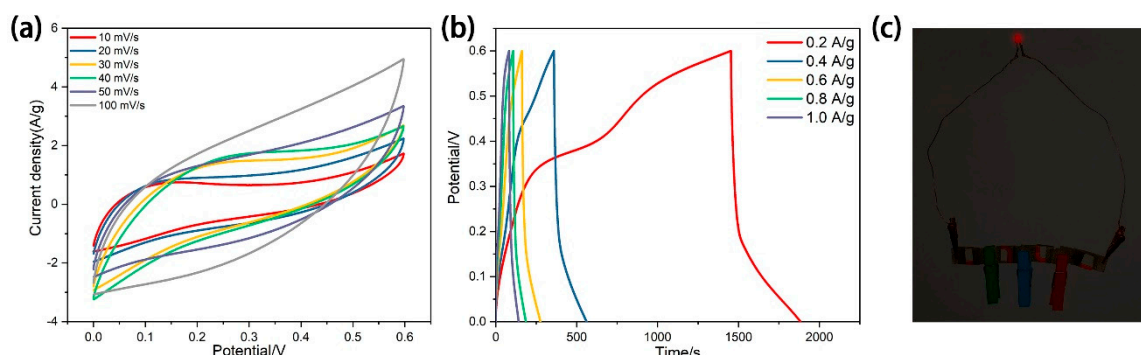 (a)
10 mV/s
20 mV/s
30 mV/s
40 mV/s
50 mV/s
100 mV/s
Current density(A/g)
6
4
2
0
-2
-4
0.0 0.1 0.2 0.3 0.4 0.5 0.6
Potential/V
(b)
0.2 A/g
0.4 A/g
0.6 A/g
0.8 A/g
1.0 A/g
Potential/V
0.6
0.5
0.4
0.3
0.2
0.1
0.0
0 500 1000 1500 2000
Time/s
(c)